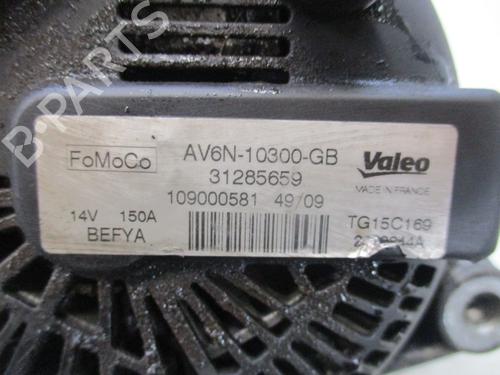 B-PARTS
FoMoCo
AV6N-10300-GB
31285659
Valeo
MADE IN FRANCE
109000581 49/09
14V 150A
BEFYA
TG15C169